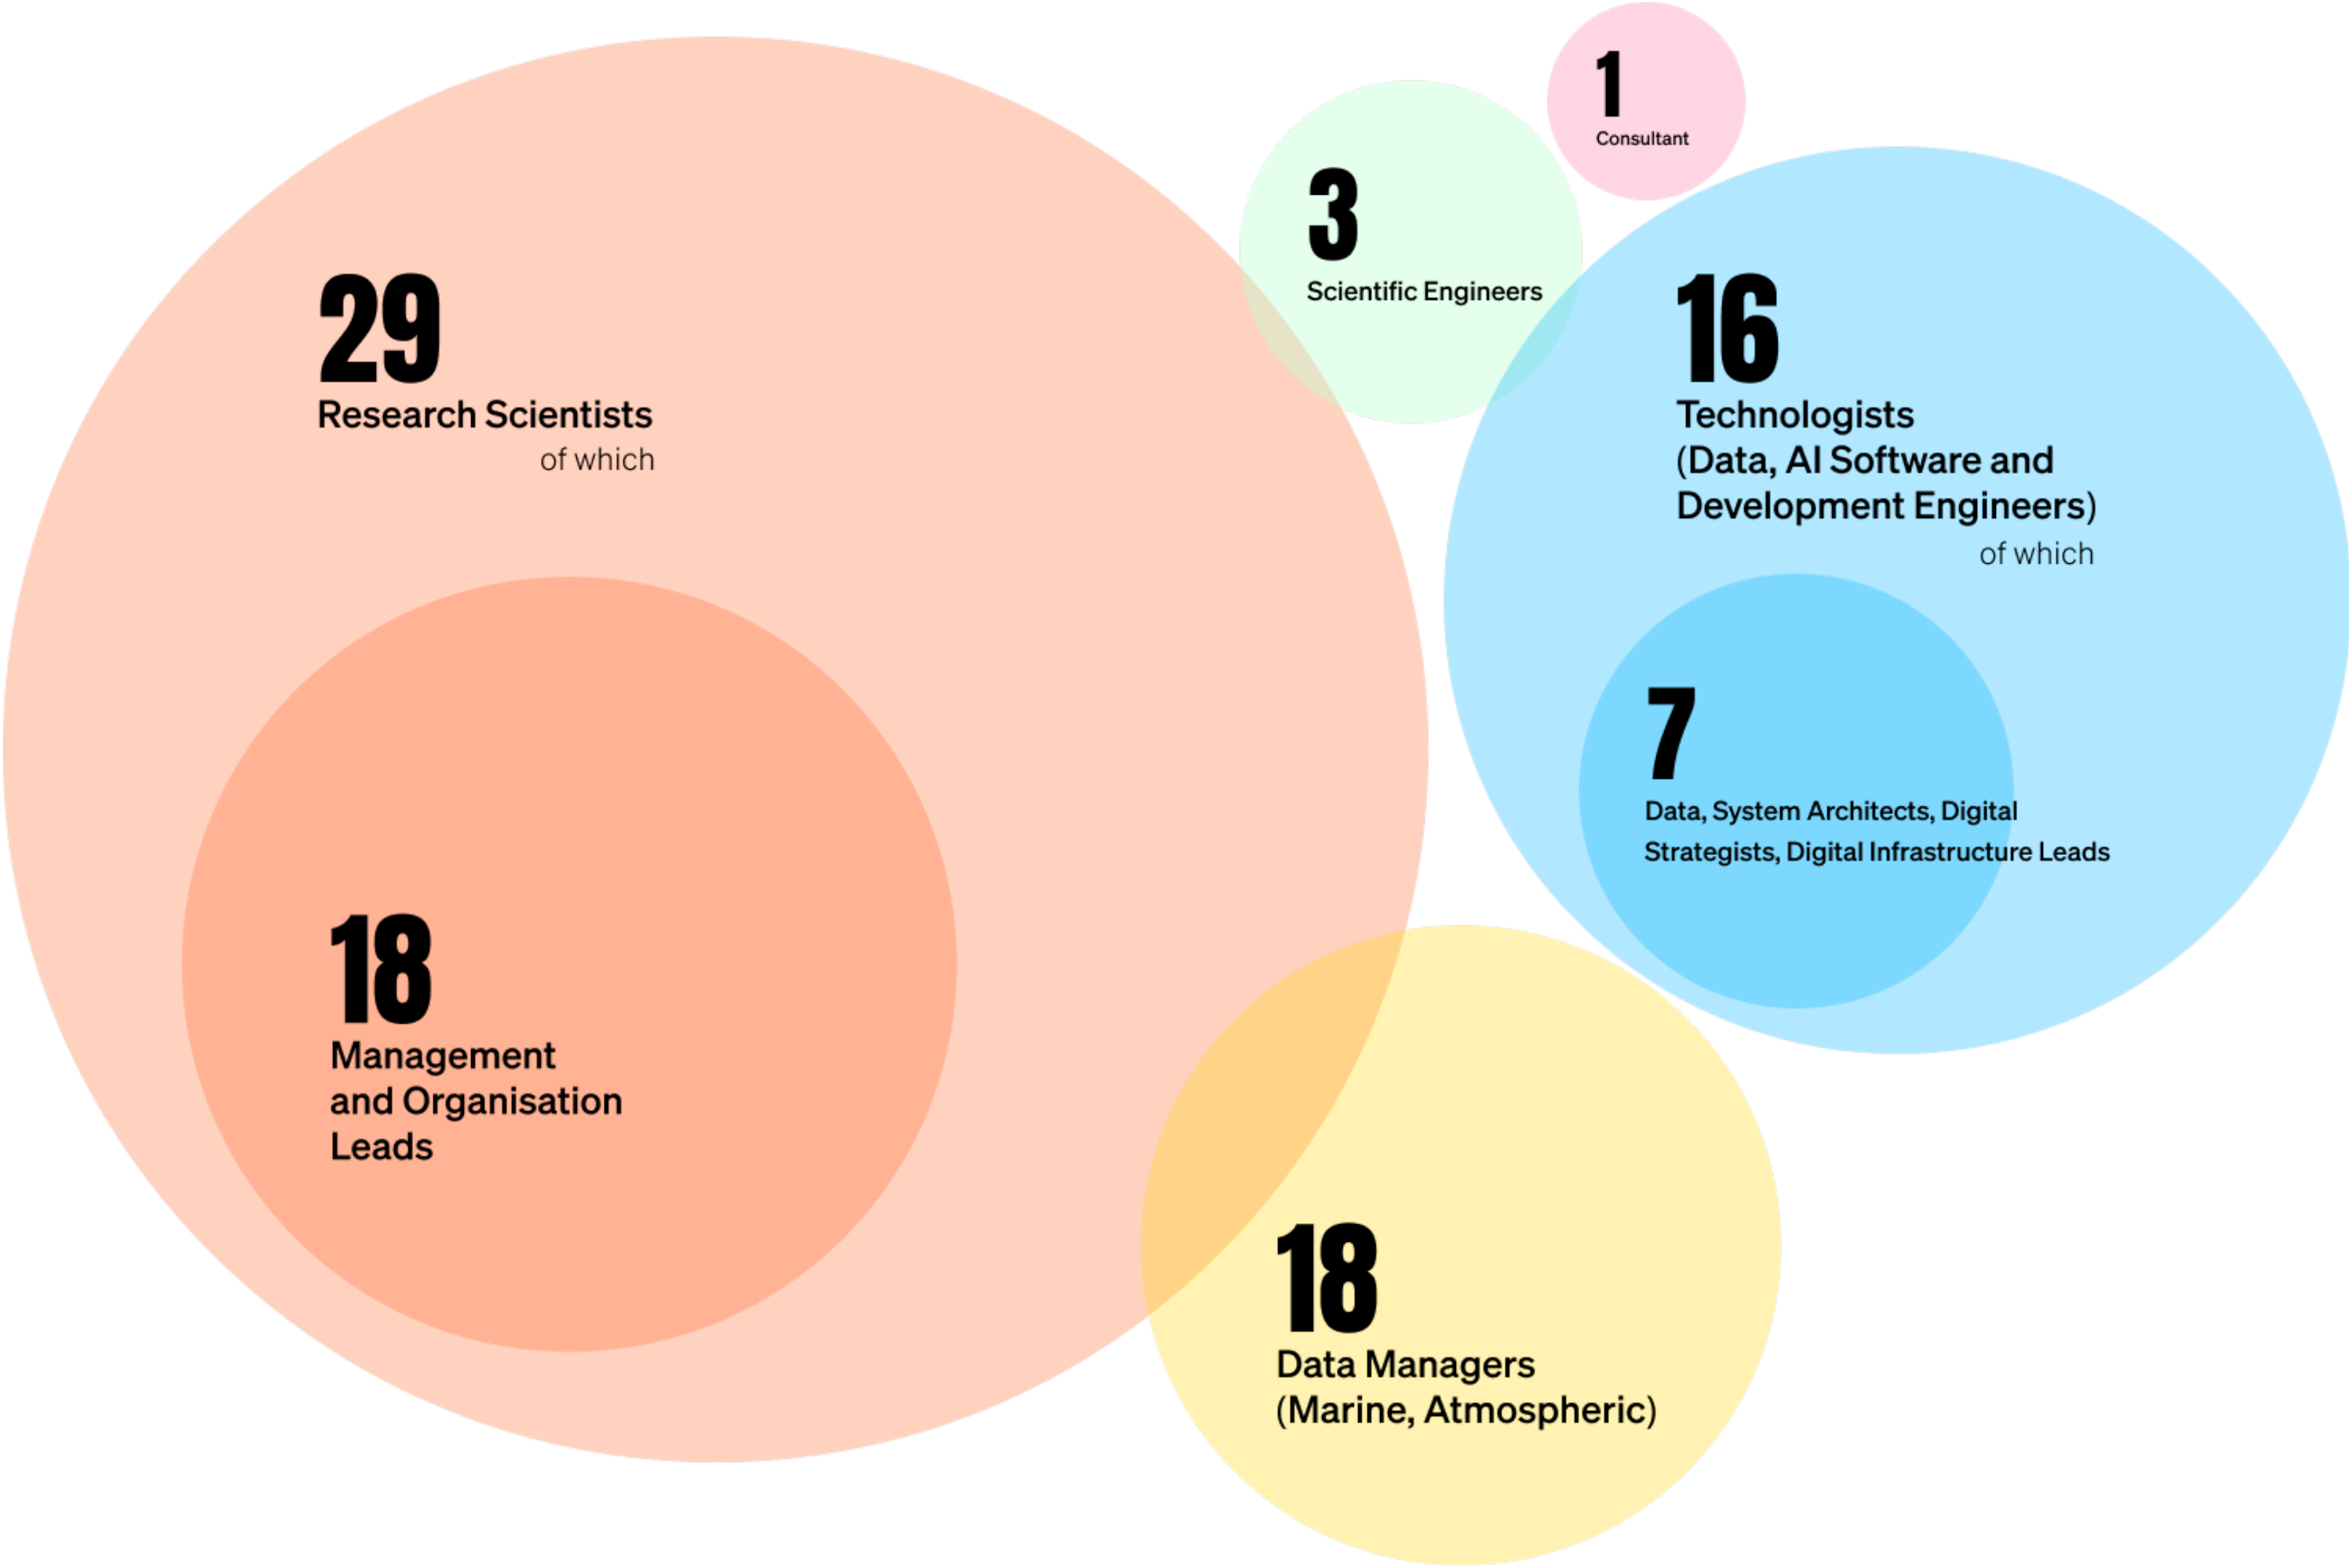 29
Research Scientists
of which
18
Management
and Organisation
Leads
3
Scientific Engineers
1
Consultant
16
Technologists
(Data, AI Software and
Development Engineers)
of which
7
Data, System Architects, Digital
Strategists, Digital Infrastructure Leads
18
Data Managers
(Marine, Atmospheric)